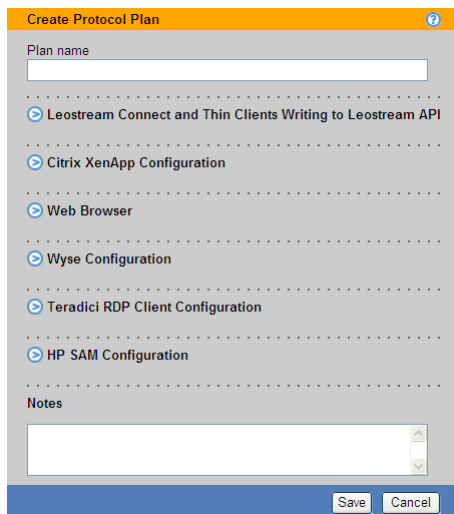 Create Protocol Plan
Plan name
Leostream Connect and Thin Clients Writing to Leostream API
Citrix XenApp Configuration
Web Browser
Wyse Configuration
Teradici RDP Client Configuration
HP SAM Configuration
Notes
Save Cancel